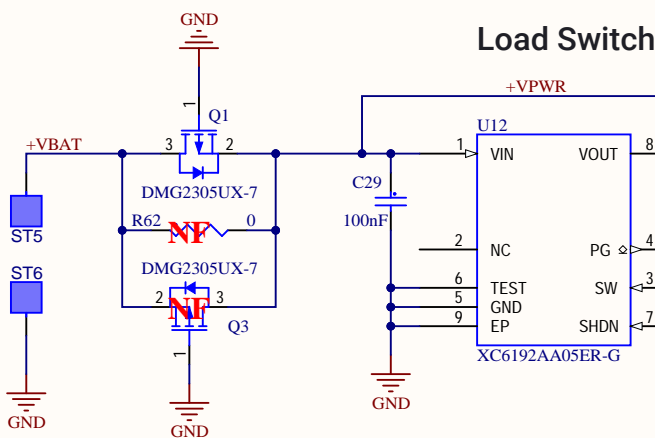 GND
Load Switch
1
Q1
+VPWR
+VBAT
3
2
U12
1
VIN
VOUT
8
DMG2305UX-7
C29
100nF
ST5
R62
NF
0
2
NC
PG
4
ST6
DMG2305UX-7
6
TEST
SW
3
2
NF
3
5
GND
Q3
9
EP
SHDN
7
1
XC6192AA05ER-G
GND
GND
GND